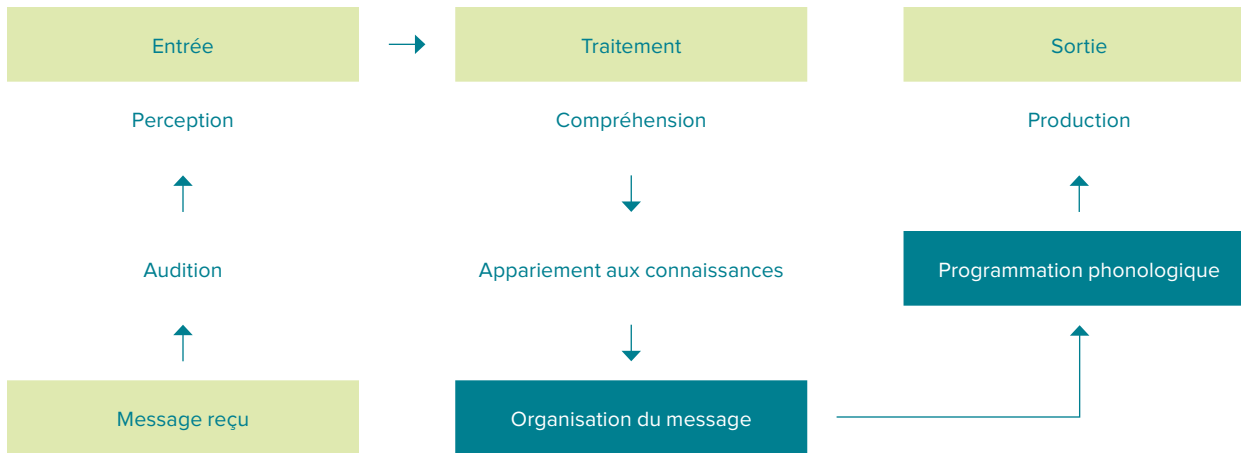 Entrée
Traitement
Sortie
Perception
Compréhension
Production
Audition
Appariement aux connaissances
Programmation phonologique
Message reçu
Organisation du message